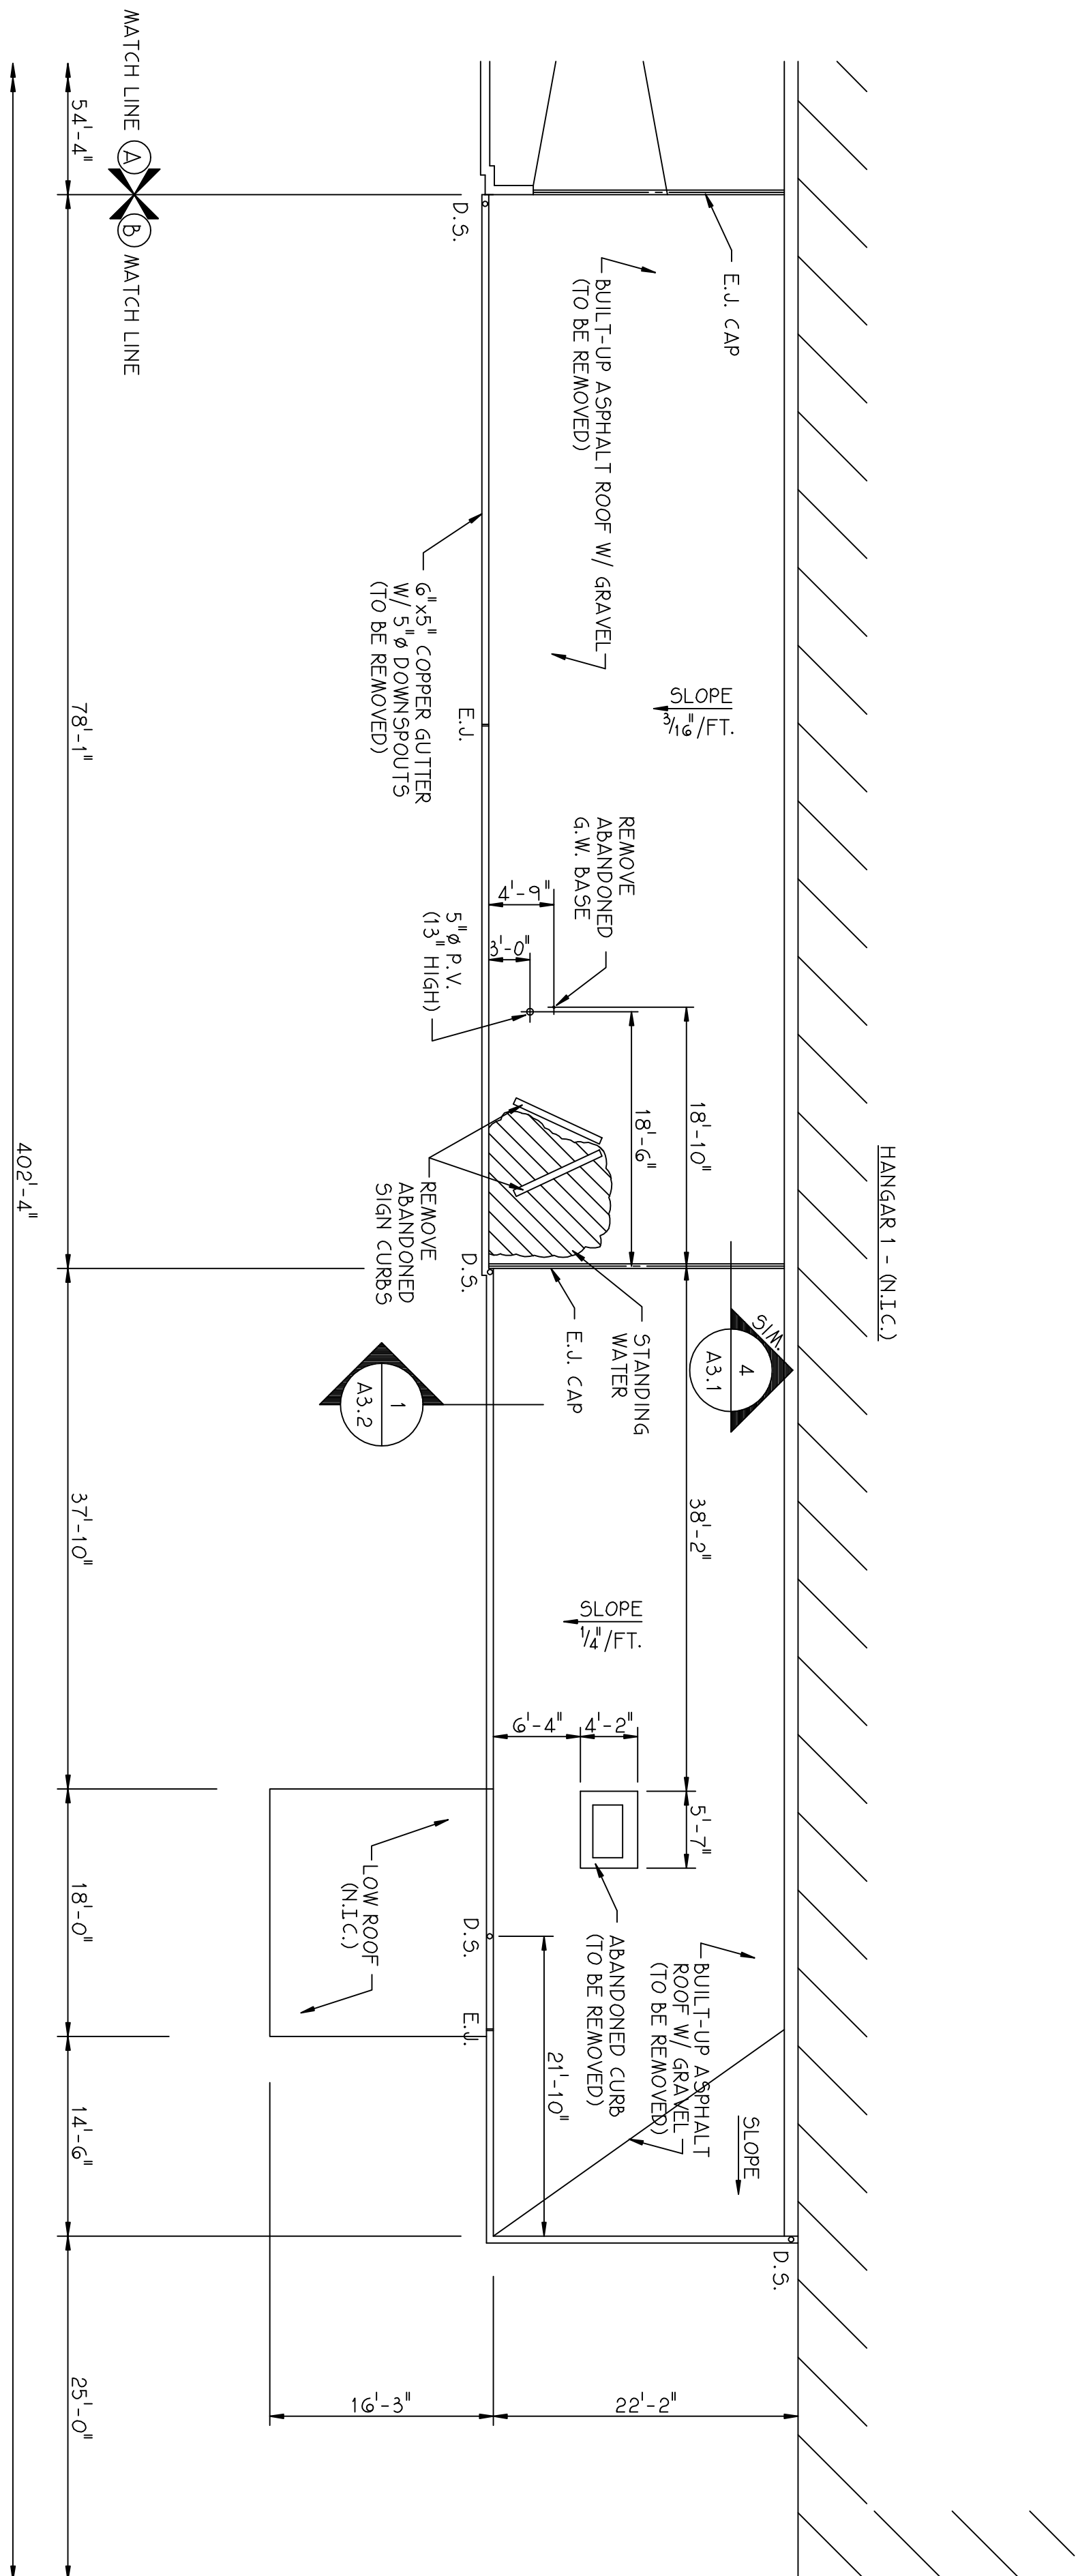 HANGAR 1 - (N.I.C.)
E.J. CAP
BUILT-UP ASPHALT ROOF W/ GRAVEL
(TO BE REMOVED)
SLOPE
3/16"/FT.
REMOVE
ABANDONED
G.W. BASE
4'-9"
3'-0"
5"ø P.V.
(13" HIGH)
18'-10"
18'-6"
SIM.
4
A3.1
STANDING
WATER
E.J. CAP
REMOVE
ABANDONED
SIGN CURBS
38'-2"
SLOPE
1/4"/FT.
6'-4"
4'-2"
5'-7"
ABANDONED CURB
(TO BE REMOVED)
BUILT-UP ASPHALT
ROOF W/ GRAVEL
(TO BE REMOVED)
SLOPE
21'-10"
D.S.
D.S.
E.J.
6"x5" COPPER GUTTER
W/ 5"ø DOWNSPOUTS
(TO BE REMOVED)
D.S.
1
A3.2
D.S.
E.J.
LOW ROOF
(N.I.C.)
16'-3"
22'-2"
MATCH LINE A
B MATCH LINE
54'-4"
78'-1"
37'-10"
18'-0"
14'-6"
25'-0"
402'-4"